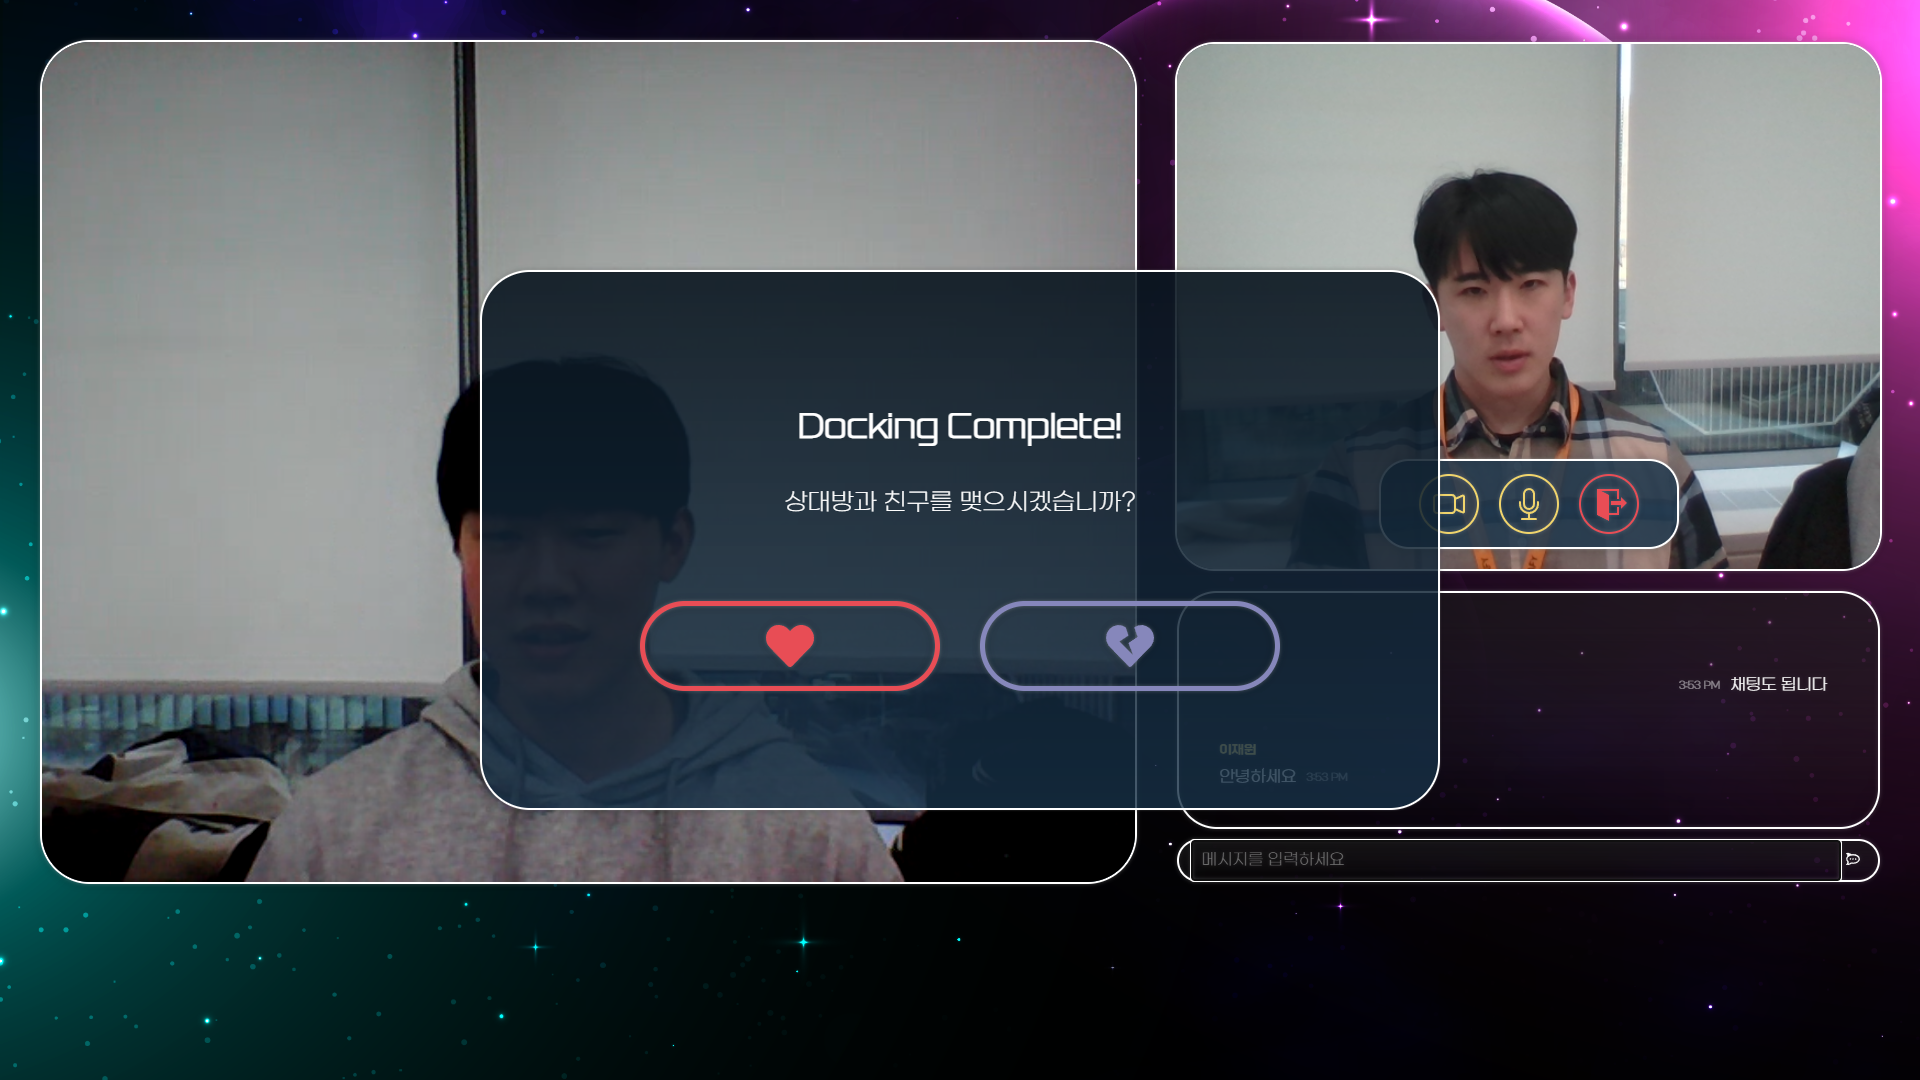 Docking Complete!
상대방과 친구를 맺으시겠습니까?
3:53 PM 채팅도 됩니다
이재원
안녕하세요 3:53 PM
메시지를 입력하세요